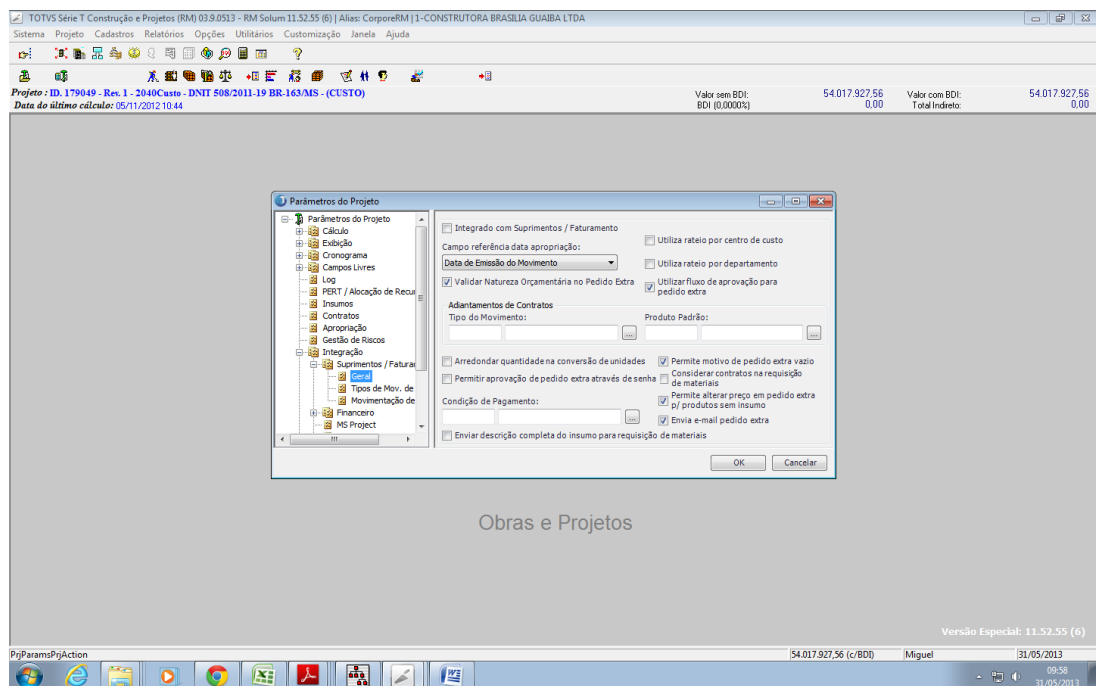 TOTVS Série T Construção e Projetos (RM) 03.9.0513 - RM Solum 11.52.55 (6) | Alias: CorporeRM | 1-CONSTRUTORA BRASILIA GUAIBA LTDA
Sistema Projeto Cadastros Relatórios Opções Utilitários Customização Janela Ajuda
Projeto : ID. 179049 - Rev. 1 - 2040Custo - DNIT 508/2011-19 BR-163/MS - (CUSTO)
Data do último cálculo: 05/11/2012 10:44
Valor sem BDI: 54.017.927,56 Valor com BDI: 54.017.927,56
BDI (0,0000%) 0,00 Total Indireto: 0,00
Parâmetros do Projeto
Parâmetros do Projeto
Cálculo
Exibição
Cronograma
Campos Livres
Log
PERT / Alocação de Recur
Insumos
Contratos
Apropriação
Gestão de Riscos
Integração
Suprimentos / Fatura
Geral
Tipos de Mov. de
Movimentação de
Financeiro
MS Project
Integrado com Suprimentos / Faturamento
Utiliza rateio por centro de custo
Campo referência data apropriação:
Data de Emissão do Movimento
Utiliza rateio por departamento
Validar Natureza Orçamentária no Pedido Extra
Utilizar fluxo de aprovação para
pedido extra
Adiantamentos de Contratos
Tipo do Movimento: Produto Padrão:
...
...
Arredondar quantidade na conversão de unidades
Permite motivo de pedido extra vazio
Permitir aprovação de pedido extra através de senha
Considerar contratos na requisição
de materiais
Condição de Pagamento:
...
Permite alterar preço em pedido extra
p/ produtos sem insumo
Envia e-mail pedido extra
Enviar descrição completa do insumo para requisição de materiais
OK Cancelar
Obras e Projetos
Versão Especial: 11.52.55 (6)
PrjParamsPrjAction 54.017.927,56 (c/BDI) Miguel 31/05/2013
09:58
31/05/2013